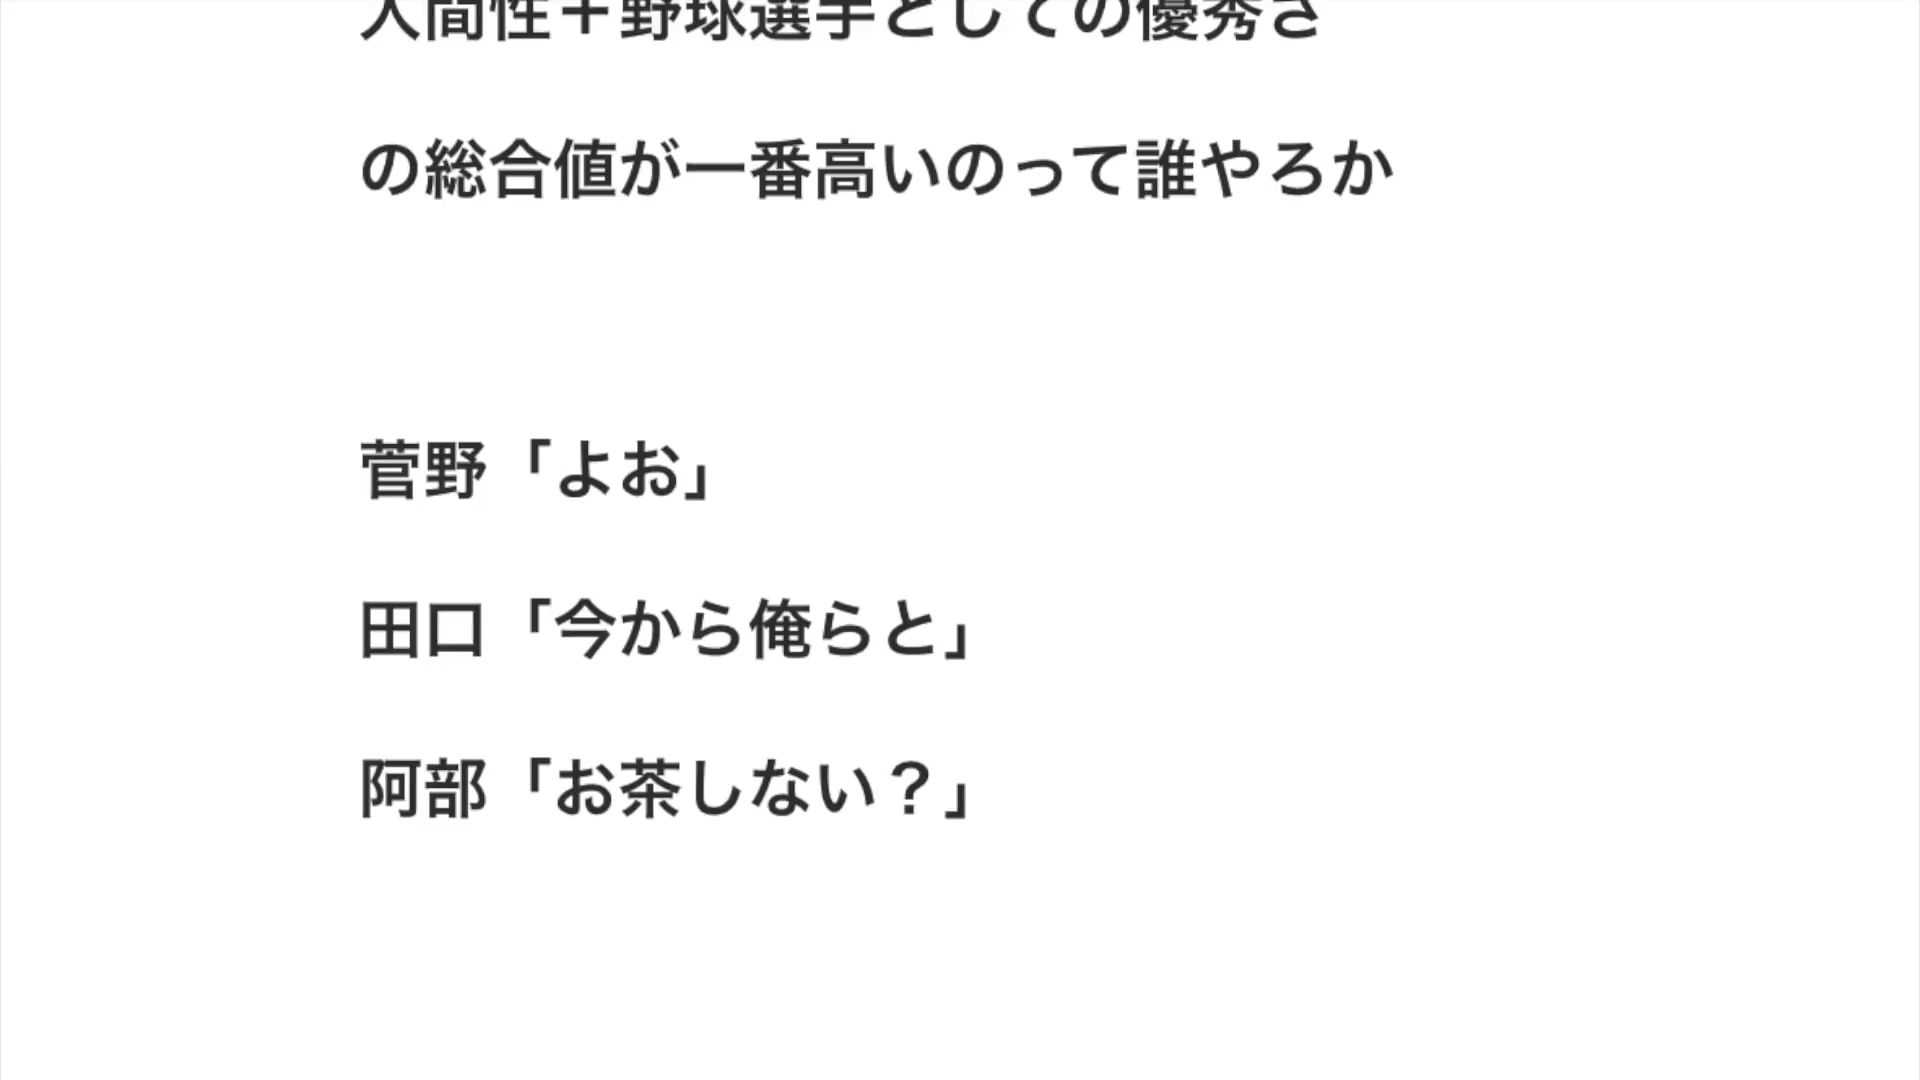 人間性＋野球選手としての優秀さ
の総合値が一番高いのって誰やろか
菅野「よお」
田口「今から俺らと」
阿部「お茶しない？」